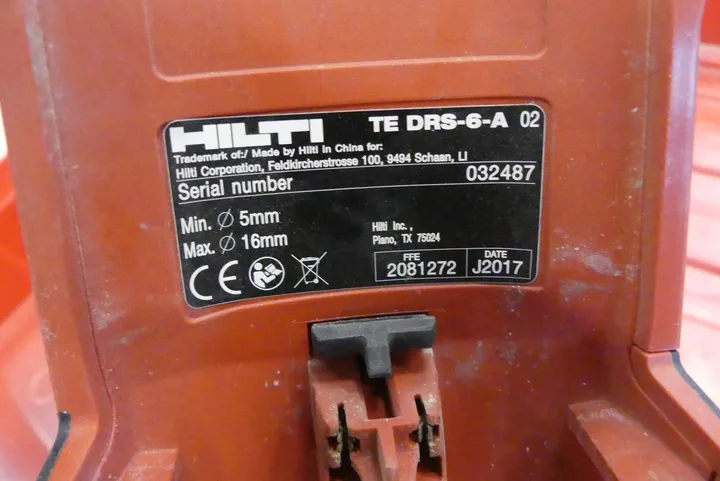 HILTI TE DRS-6-A 02
Trademark of:/ Made by Hilti in China for:
Hilti Corporation, Feldkircherstrosse 100, 9494 Schaan, LI
Serial number 032487
Min. Ø 5mm
Max. Ø 16mm
Hilti Inc.,
Plano, TX 75024
CE
FFE
2081272
DATE
J2017